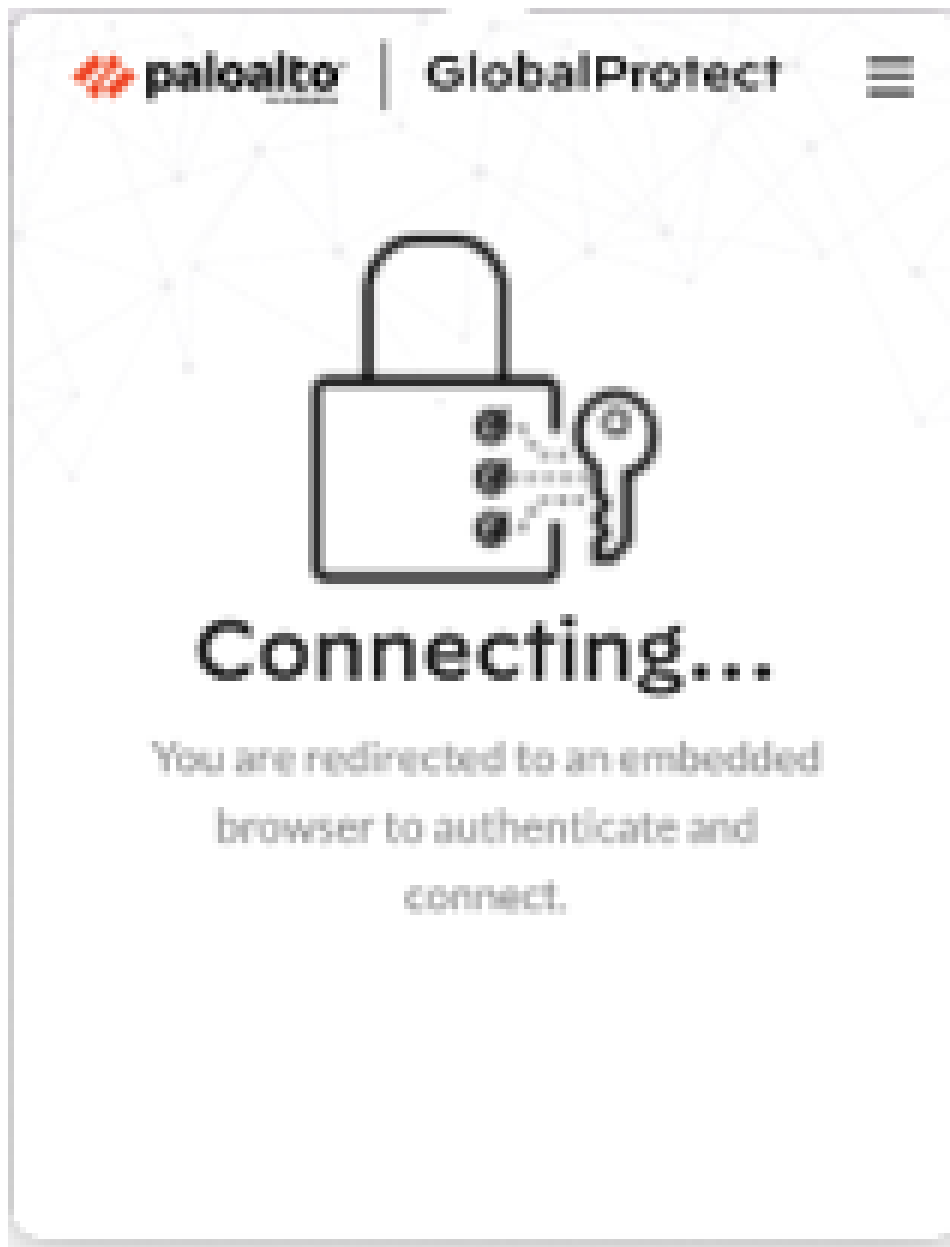 paloalto | GlobalProtect
Connecting...
You are redirected to an embedded
browser to authenticate and
connect.